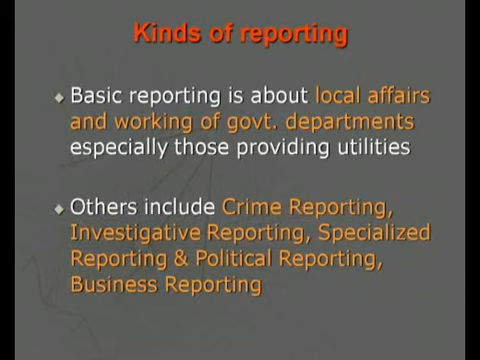 Kinds of reporting
Basic reporting is about local affairs
and working of govt. departments
especially those providing utilities
Others include Crime Reporting,
Investigative Reporting, Specialized
Reporting & Political Reporting,
Business Reporting